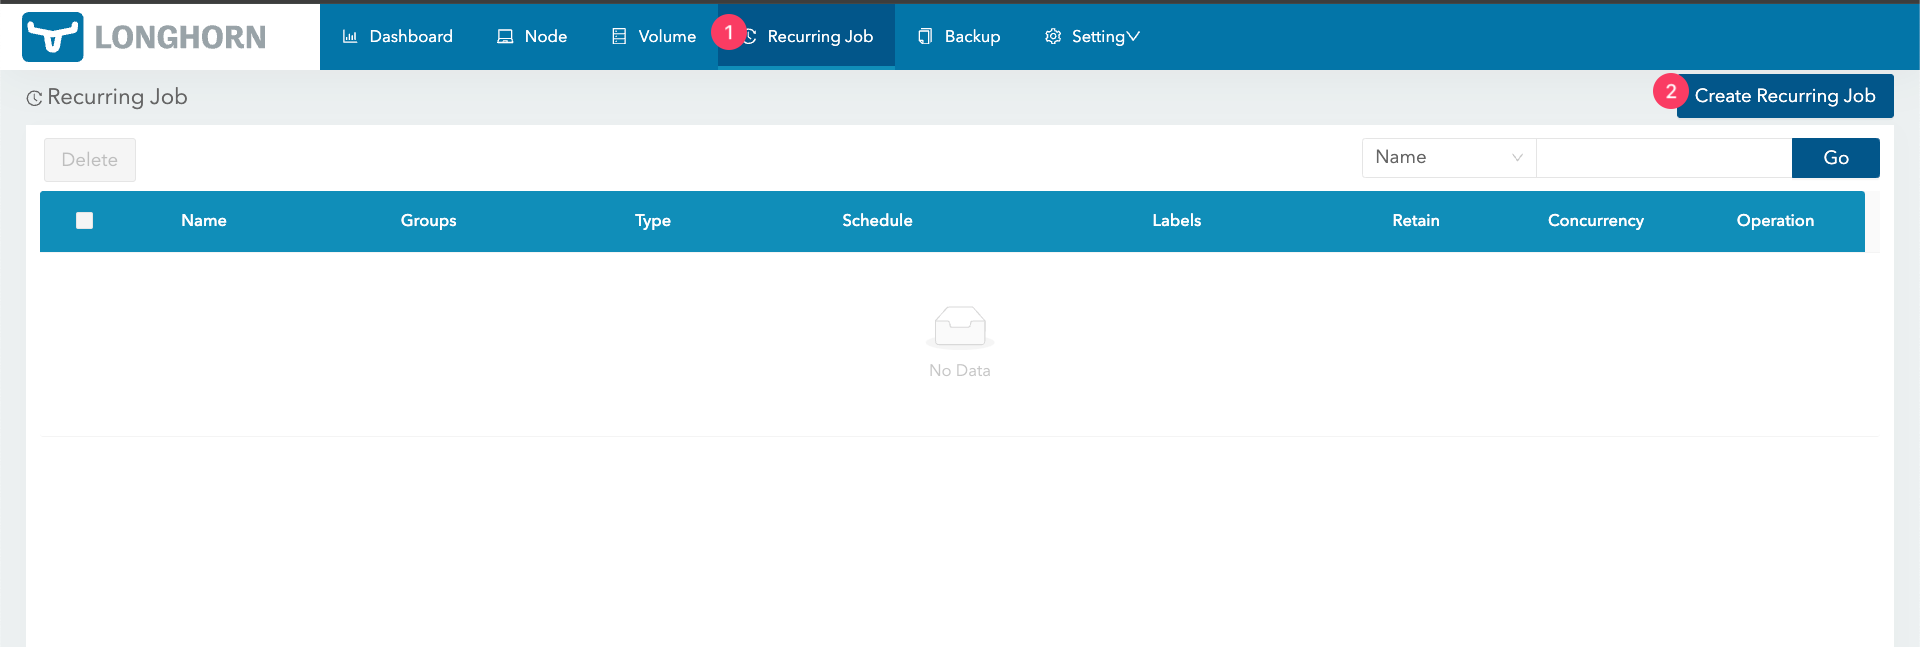 LONGHORN
Dashboard Node Volume 1 Recurring Job Backup Setting
Recurring Job
2 Create Recurring Job
Delete
Name Go
Name Groups Type Schedule Labels Retain Concurrency Operation
No Data